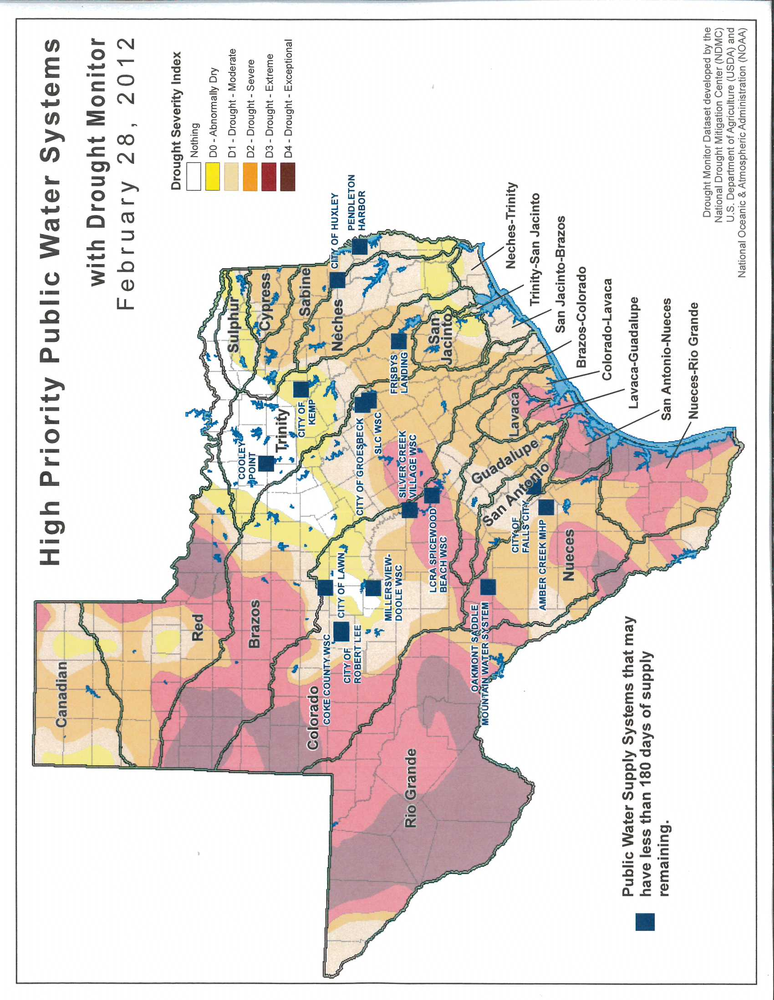 High Priority Public Water Systems
with Drought Monitor
February 28, 2012
Drought Severity Index
Nothing
D0 - Abnormally Dry
D1 - Drought - Moderate
D2 - Drought - Severe
D3 - Drought - Extreme
D4 - Drought - Exceptional
Canadian
Red
Brazos
Colorado
Rio Grande
Trinity
Sulphur
Cypress
Sabine
Neches
San
Jacinto
Lavaca
Guadalupe
San Antonio
Nueces
COOLEY
POINT
CITY OF
KEMP
CITY OF HUXLEY
PENDLETON
HARBOR
FRISBYS
LANDING
CITY OF GROESBECK
SLC WSC
SILVER CREEK
VILLAGE WSC
LCRA SPICEWOOD
BEACH WSC
CITY OF LAWN
MILLERSVIEW-
DOOLE WSC
COKE COUNTY WSC
CITY OF
ROBERT LEE
OAKMONT SADDLE
MOUNTAIN WATER SYSTEM
CITY OF
FALLS CITY
AMBER CREEK MHP
Neches-Trinity
Trinity-San Jacinto
San Jacinto-Brazos
Brazos-Colorado
Colorado-Lavaca
Lavaca-Guadalupe
San Antonio-Nueces
Nueces-Rio Grande
Public Water Supply Systems that may
have less than 180 days of supply
remaining.
Drought Monitor Dataset developed by the
National Drought Mitigation Center (NDMC)
U.S. Department of Agriculture (USDA) and
National Oceanic & Atmospheric Administration (NOAA)